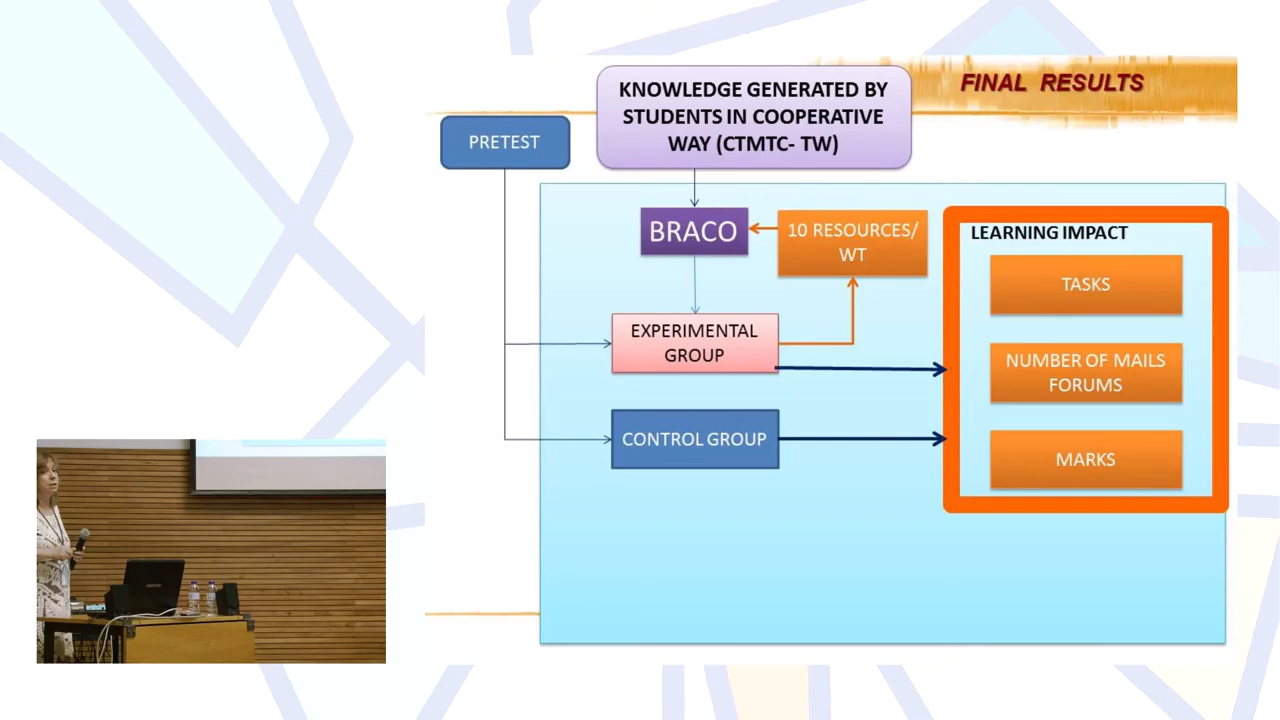 FINAL RESULTS
KNOWLEDGE GENERATED BY
STUDENTS IN COOPERATIVE
WAY (CTMTC- TW)
PRETEST
BRACO
10 RESOURCES/
WT
LEARNING IMPACT
TASKS
EXPERIMENTAL
GROUP
NUMBER OF MAILS
FORUMS
CONTROL GROUP
MARKS